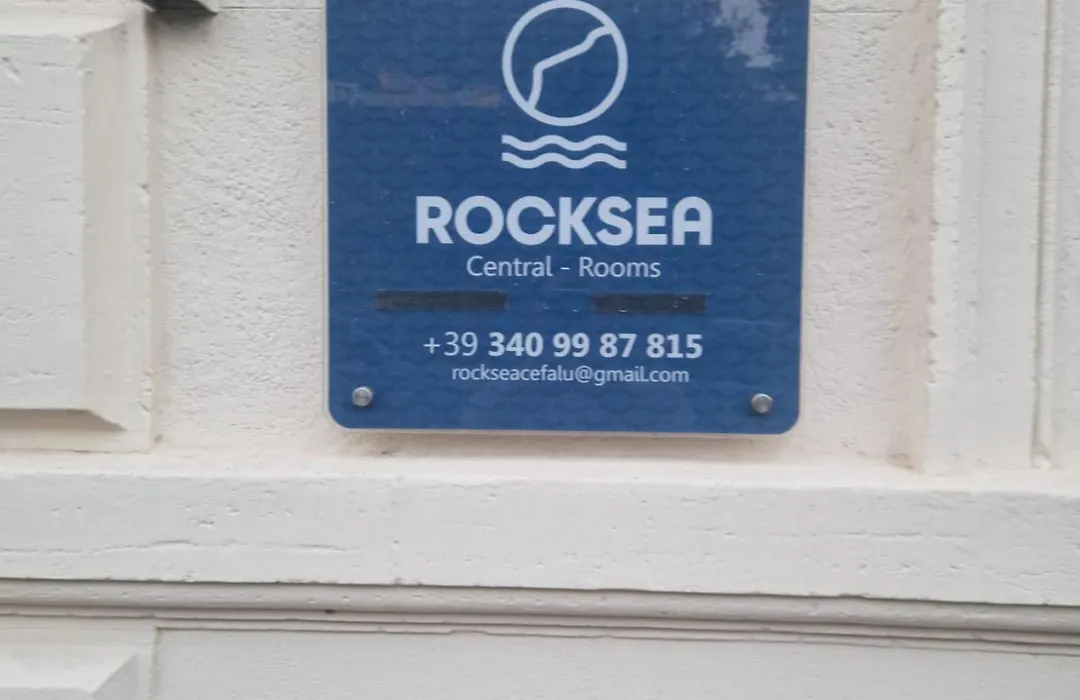 ROCKSEA
Central - Rooms
+39 340 99 87 815
rockseacefalu@gmail.com